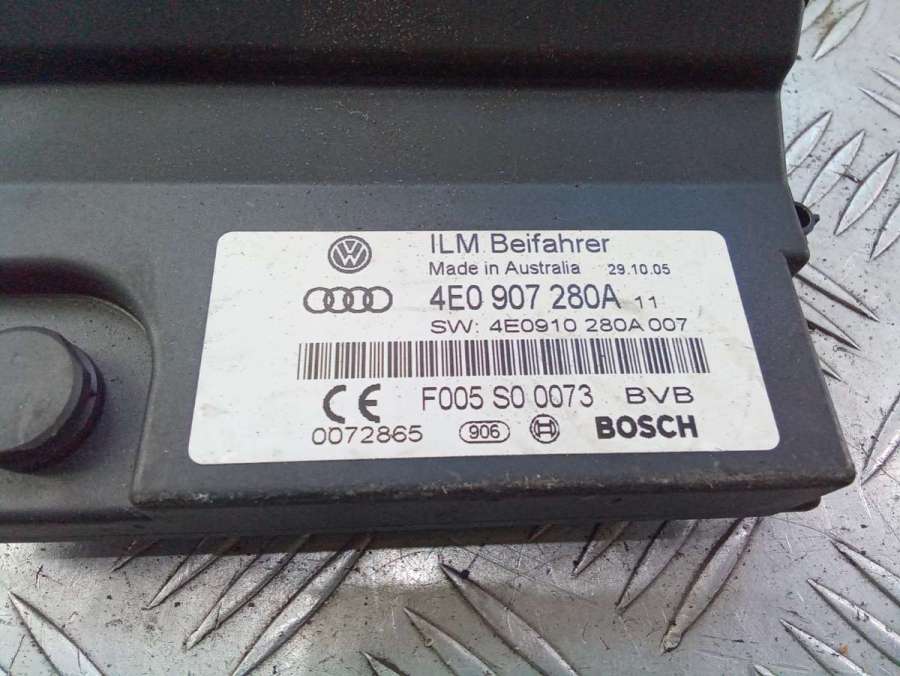 ILM Beifahrer
Made in Australia 29.10.05
4E0 907 280A 11
SW: 4E0910 280A 007
CE F005 S0 0073 BVB
0072865 906 BOSCH